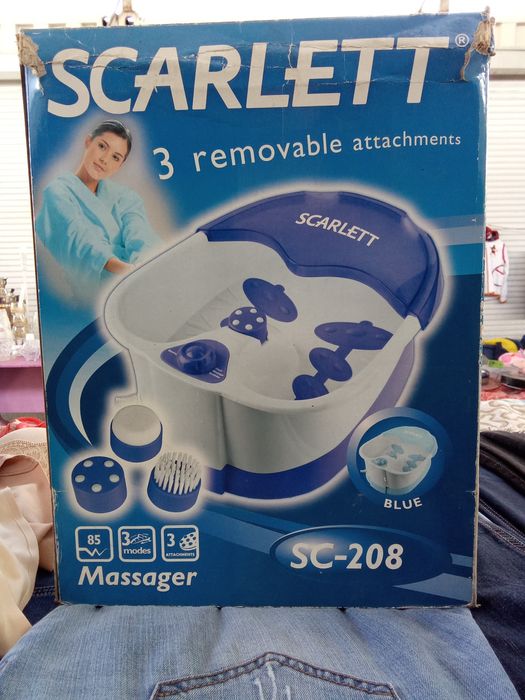 SCARLETT®
3 removable attachments
SCARLETT
BLUE
85
3 modes
3 ATTACHMENTS
SC-208
Massager